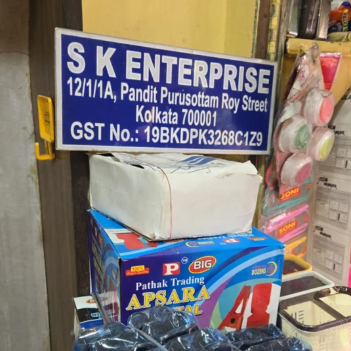 S K ENTERPRISE
12/1/1A, Pandit Purusottam Roy Street
Kolkata 700001
GST No.: 19BKDPK3268C1Z9
P BIG
Pathak Trading
APSARA